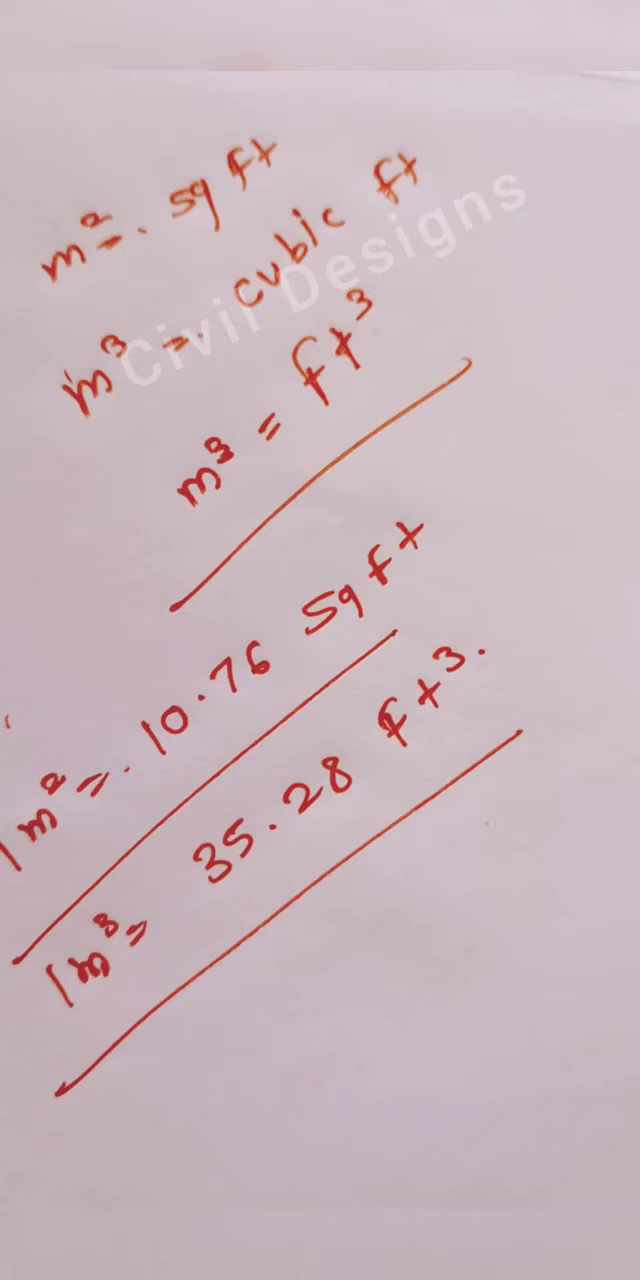 m² = . sq ft
m³ = . cubic ft
Civil Designs
m³ = ft³
1m² = . 10.76 sq ft
1m³ = 35.28 ft³.